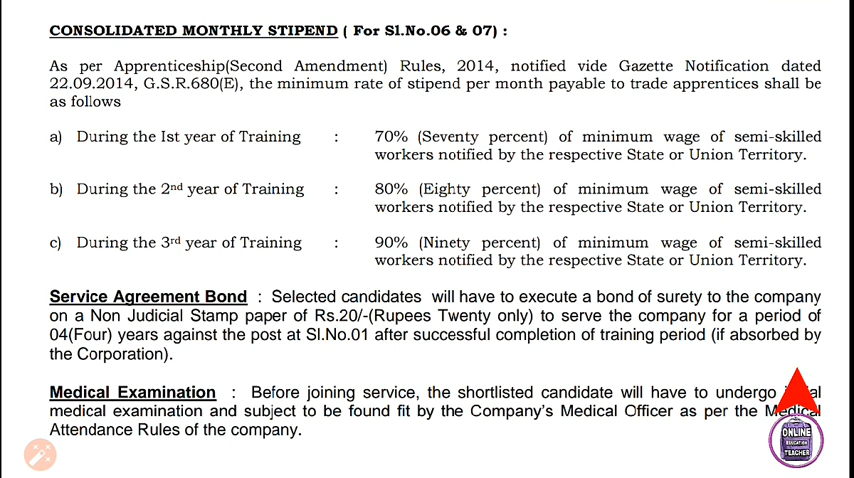 CONSOLIDATED MONTHLY STIPEND ( For Sl.No.06 & 07) :
As per Apprenticeship(Second Amendment) Rules, 2014, notified vide Gazette Notification dated
22.09.2014, G.S.R.680(E), the minimum rate of stipend per month payable to trade apprentices shall be
as follows
a) During the Ist year of Training : 70% (Seventy percent) of minimum wage of semi-skilled
workers notified by the respective State or Union Territory.
b) During the 2nd year of Training : 80% (Eighty percent) of minimum wage of semi-skilled
workers notified by the respective State or Union Territory.
c) During the 3rd year of Training : 90% (Ninety percent) of minimum wage of semi-skilled
workers notified by the respective State or Union Territory.
Service Agreement Bond : Selected candidates will have to execute a bond of surety to the company
on a Non Judicial Stamp paper of Rs.20/-(Rupees Twenty only) to serve the company for a period of
04(Four) years against the post at Sl.No.01 after successful completion of training period (if absorbed by
the Corporation).
Medical Examination : Before joining service, the shortlisted candidate will have to undergo
medical examination and subject to be found fit by the Company's Medical Officer as per the Medical
Attendance Rules of the company.
ONLINE
EDUCATION
TEACHER